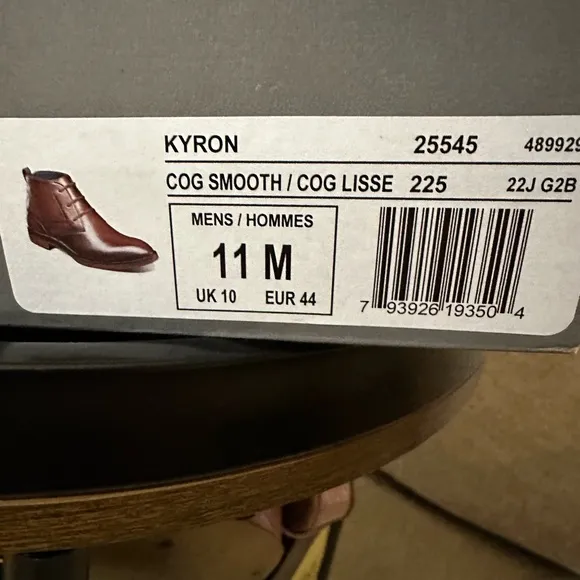 KYRON 25545 489929
COG SMOOTH / COG LISSE 225 22J G2B
MENS / HOMMES
11 M
UK 10 EUR 44
7 93926 19350 4